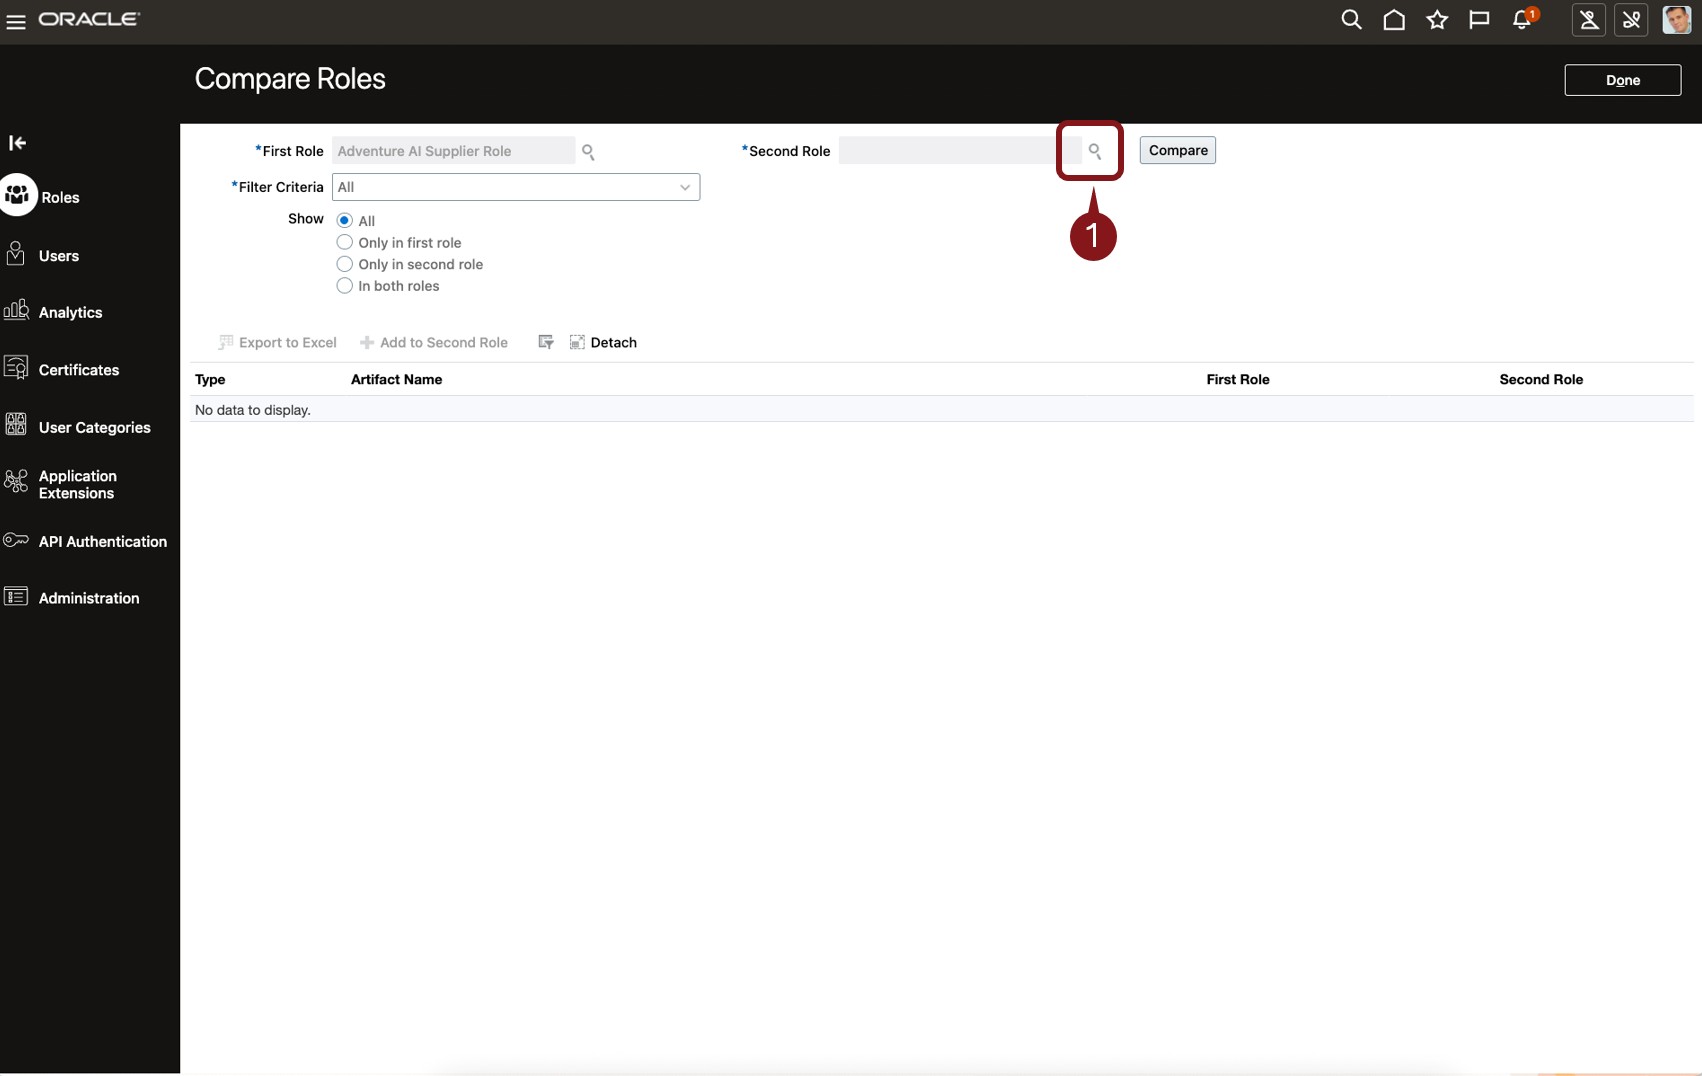 ORACLE
1
Compare Roles
Done
*First Role Adventure AI Supplier Role
*Second Role
Compare
*Filter Criteria All
Show
All
Only in first role
Only in second role
In both roles
1
Roles
Users
Analytics
Certificates
User Categories
Application
Extensions
API Authentication
Administration
Export to Excel Add to Second Role Detach
Type Artifact Name First Role Second Role
No data to display.